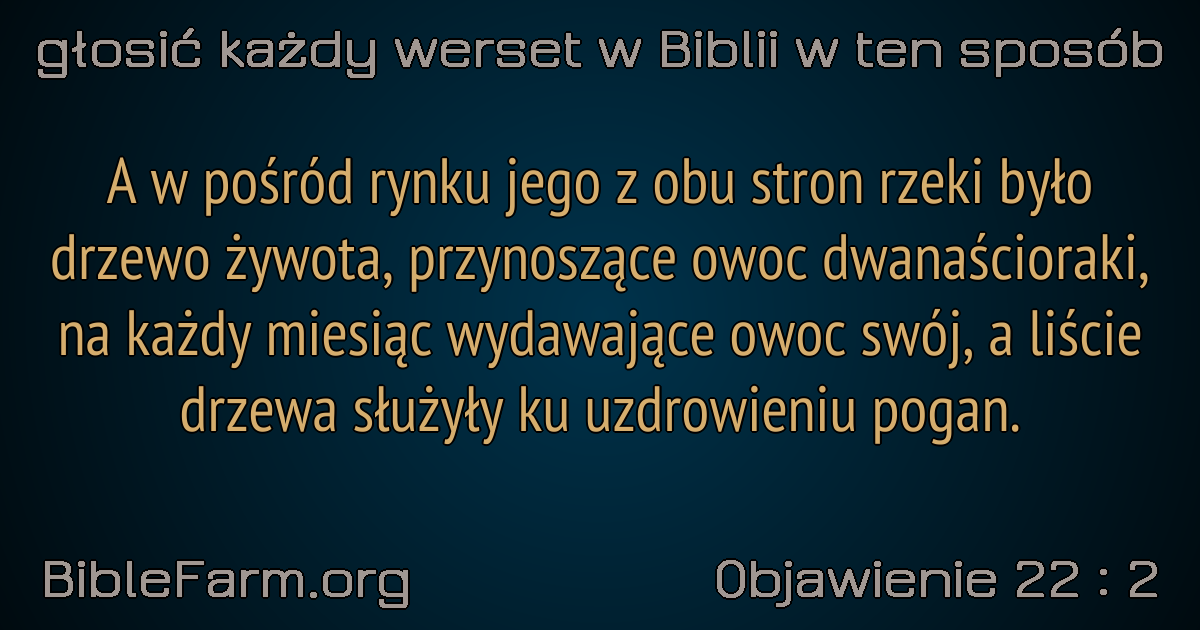 głosić każdy werset w Biblii w ten sposób
A w pośród rynku jego z obu stron rzeki było
drzewo żywota, przynoszące owoc dwanaścioraki,
na każdy miesiąc wydawające owoc swój, a liście
drzewa służyły ku uzdrowieniu pogan.
BibleFarm.org
Objawienie 22 : 2